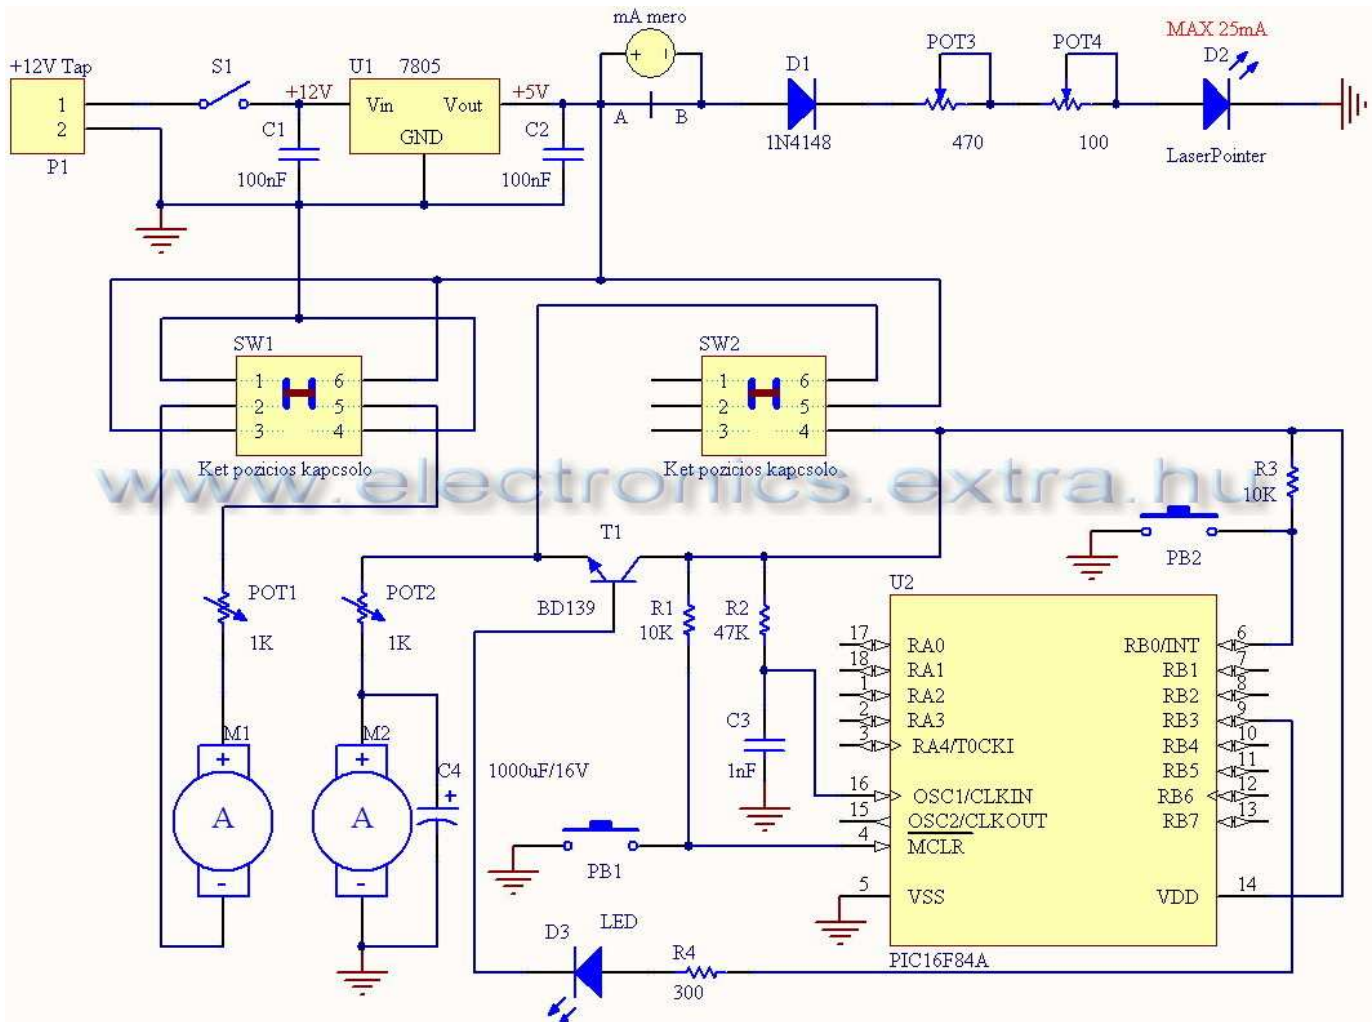 mA mero
MAX 25mA
+12V Tap
S1
U1
7805
D1
POT3
POT4
D2
+12V
+5V
Vin
Vout
GND
1
2
P1
C1
C2
A
B
100nF
100nF
1N4148
470
100
LaserPointer
SW1
SW2
1
6
2
5
3
4
1
6
2
5
3
4
Ket pozicios kapcsolo
Ket pozicios kapcsolo
www.electronics.extra.hu
R3
10K
T1
PB2
U2
POT1
POT2
BD139
R1
R2
10K
47K
1K
1K
17
RA0
RB0/INT
6
18
RA1
RB1
7
1
RA2
RB2
8
2
RA3
RB3
9
3
RA4/T0CKI
RB4
10
RB5
11
16
OSC1/CLKIN
RB6
12
15
OSC2/CLKOUT
RB7
13
4
MCLR
5
VSS
VDD
14
PIC16F84A
M1
M2
+
+
A
A
-
-
C3
1nF
C4
+
1000uF/16V
PB1
D3
LED
R4
300